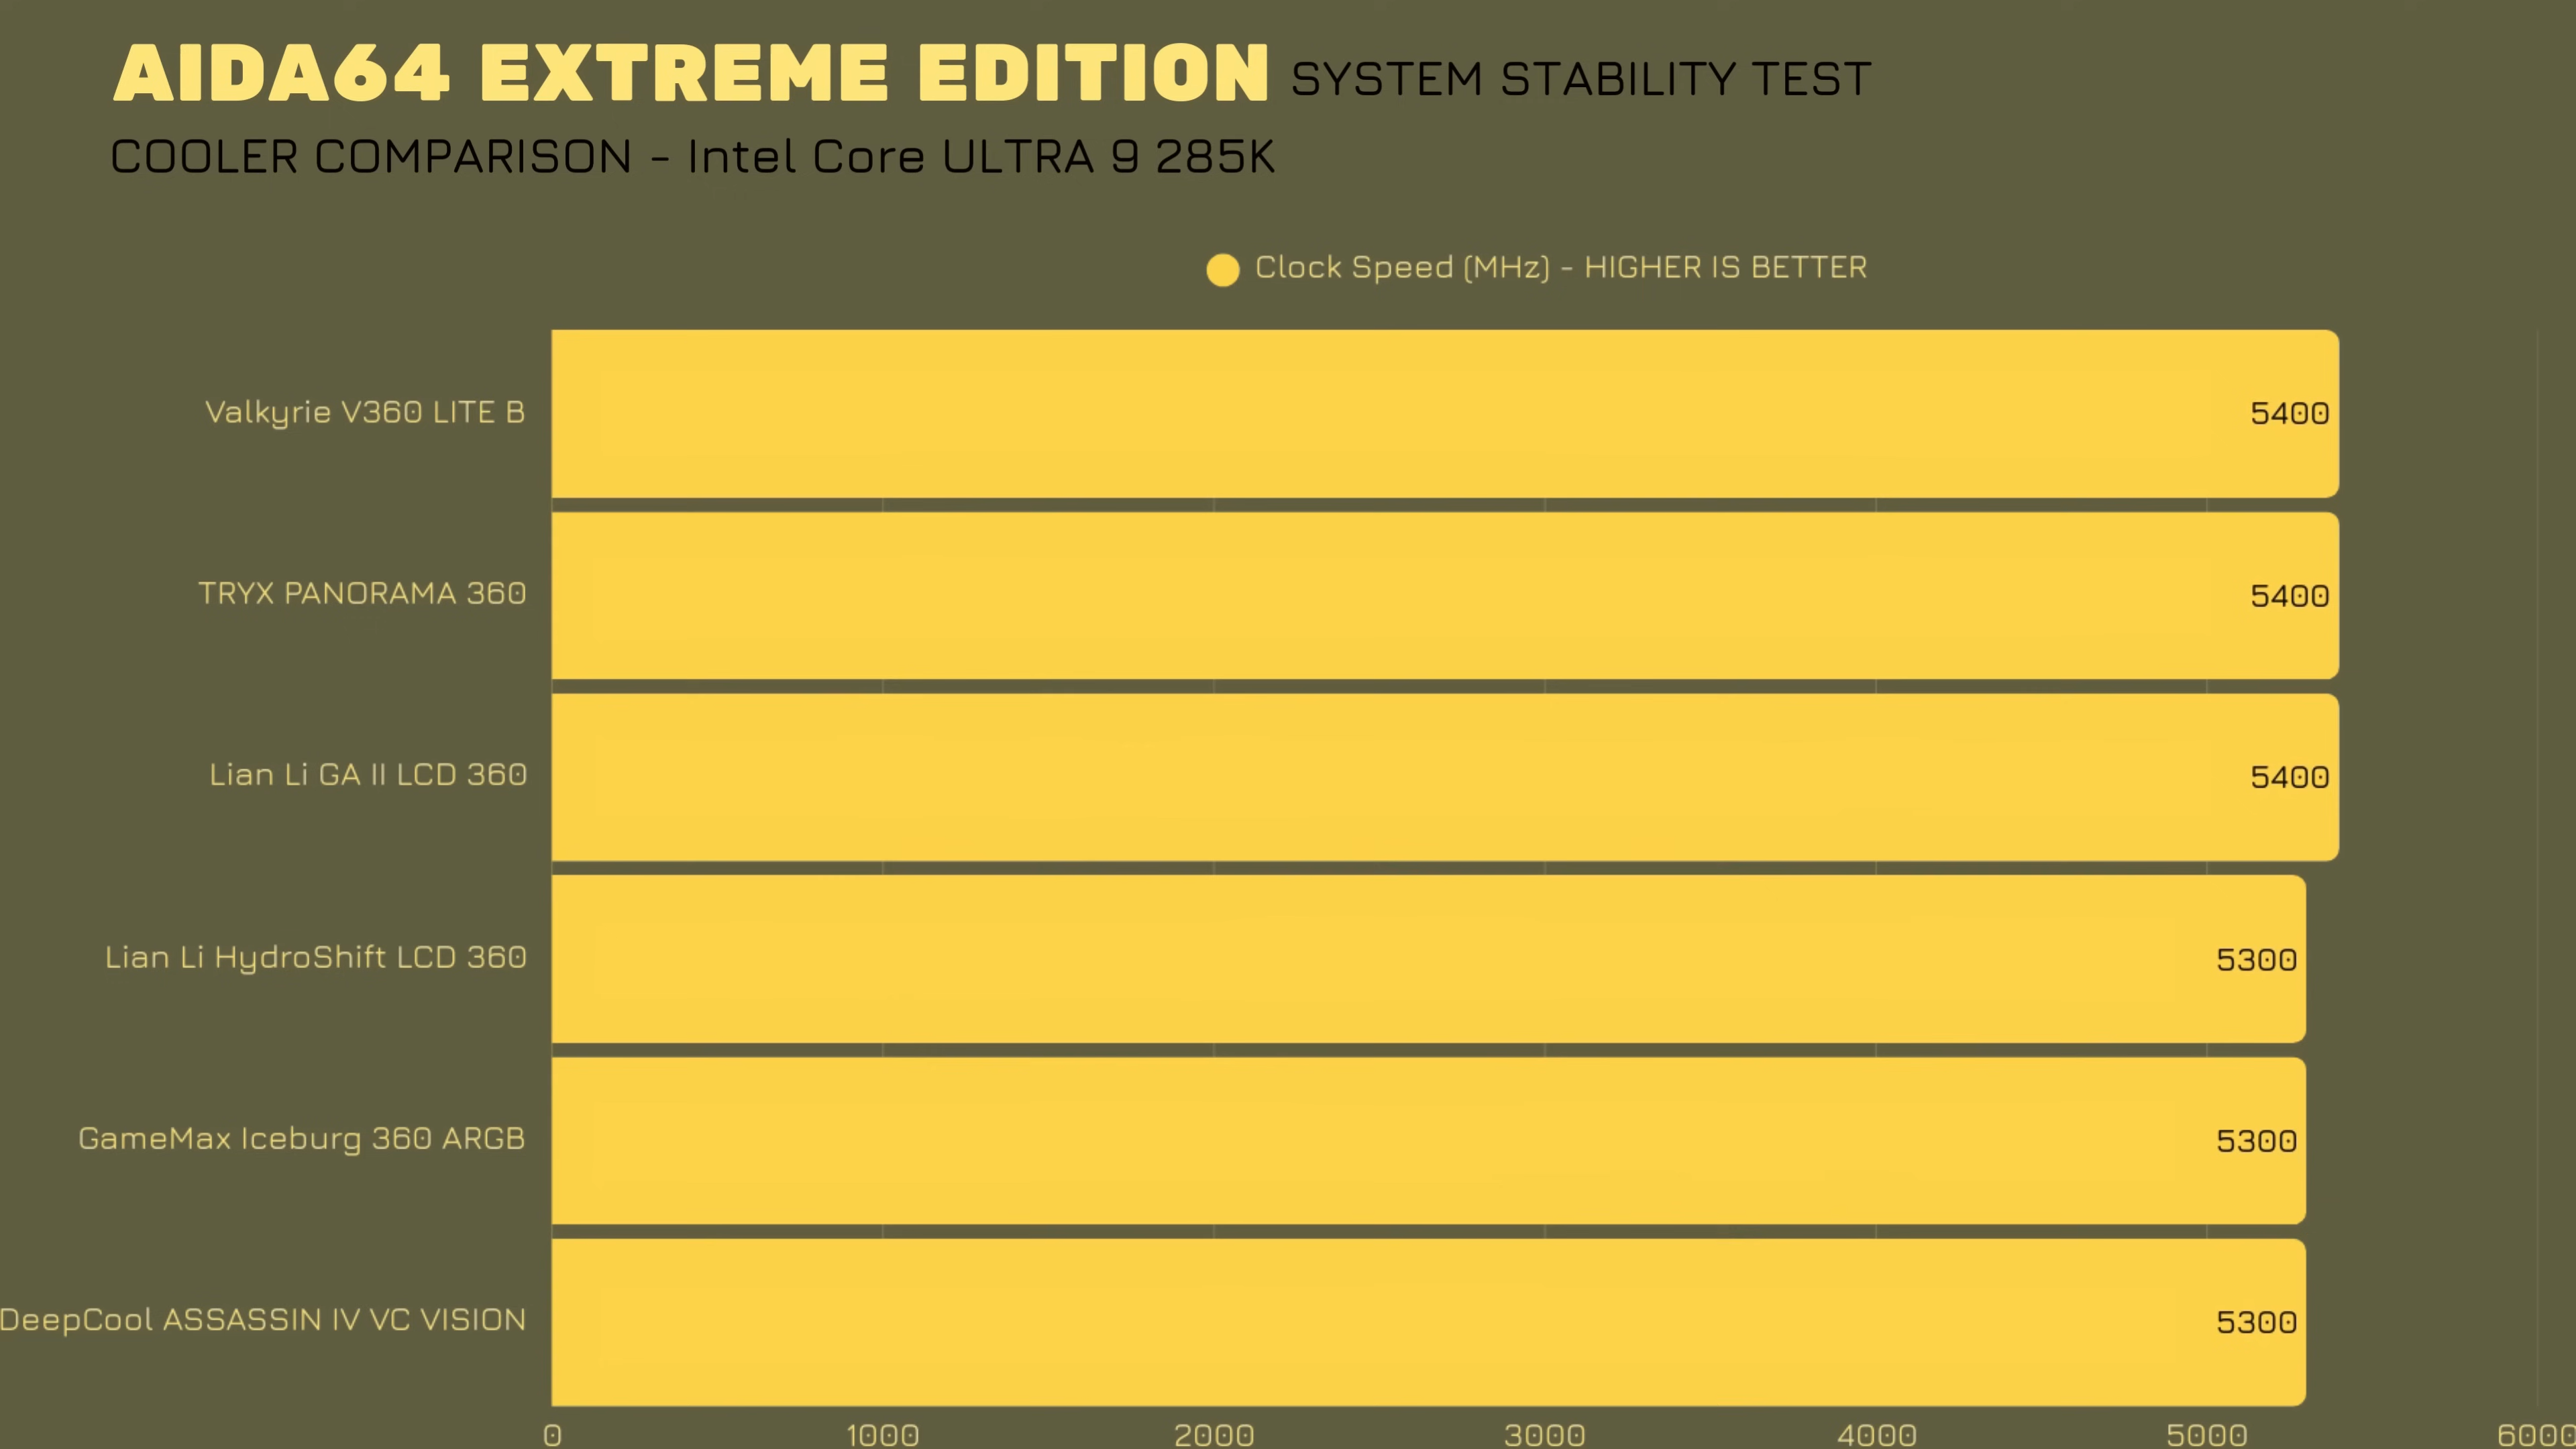 AIDA64 EXTREME EDITION SYSTEM STABILITY TEST
COOLER COMPARISON - Intel Core ULTRA 9 285K
Clock Speed (MHz) - HIGHER IS BETTER
Valkyrie V360 LITE B 5400
TRYX PANORAMA 360 5400
Lian Li GA II LCD 360 5400
Lian Li HydroShift LCD 360 5300
GameMax Iceburg 360 ARGB 5300
DeepCool ASSASSIN IV VC VISION 5300
0 1000 2000 3000 4000 5000 6000